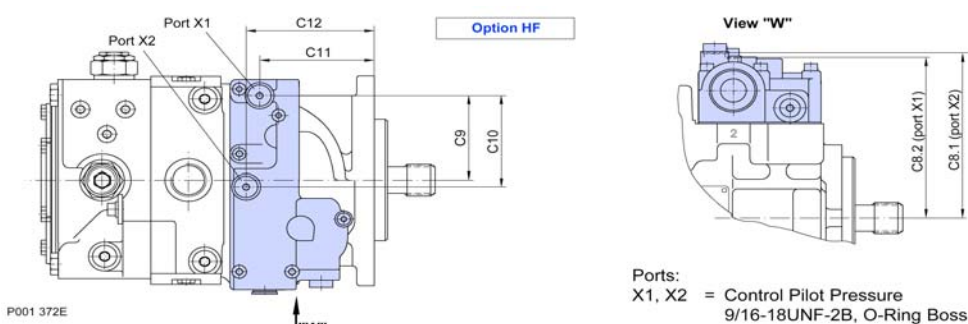 Port X1
Port X2
C12
C11
Option HF
C9
C10
P001 372E
View "W"
2
C8.2 (port X1)
C8.1 (port X2)
Ports:
X1, X2 = Control Pilot Pressure
9/16-18UNF-2B, O-Ring Boss